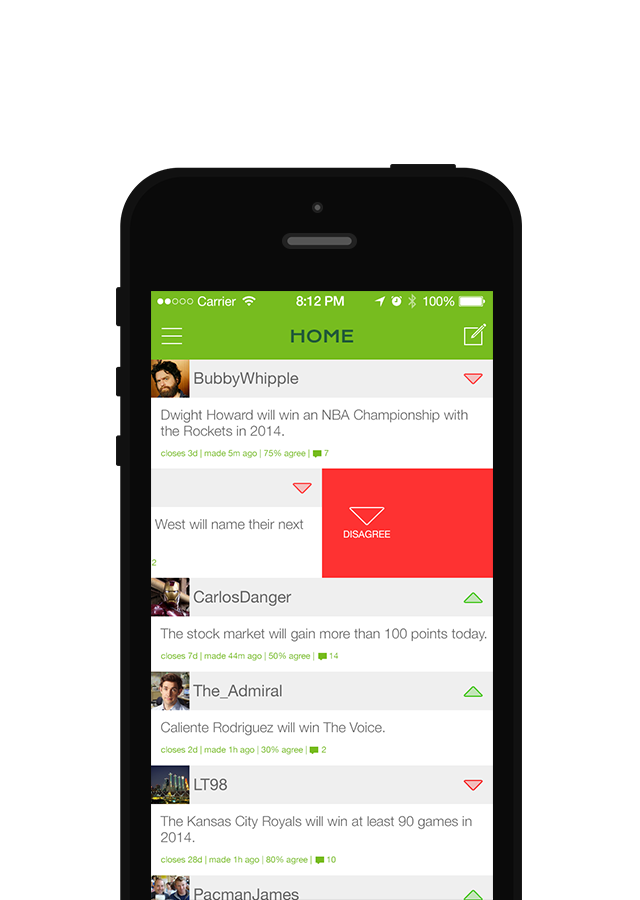 Carrier 8:12 PM 100%
HOME
BubbyWhipple
Dwight Howard will win an NBA Championship with
the Rockets in 2014.
closes 3d | made 5m ago | 75% agree | 7
West will name their next
DISAGREE
2
CarlosDanger
The stock market will gain more than 100 points today.
closes 7d | made 44m ago | 50% agree | 14
The_Admiral
Caliente Rodriguez will win The Voice.
closes 2d | made 1h ago | 30% agree | 2
LT98
The Kansas City Royals will win at least 90 games in
2014.
closes 28d | made 1h ago | 80% agree | 10
PacmanJames